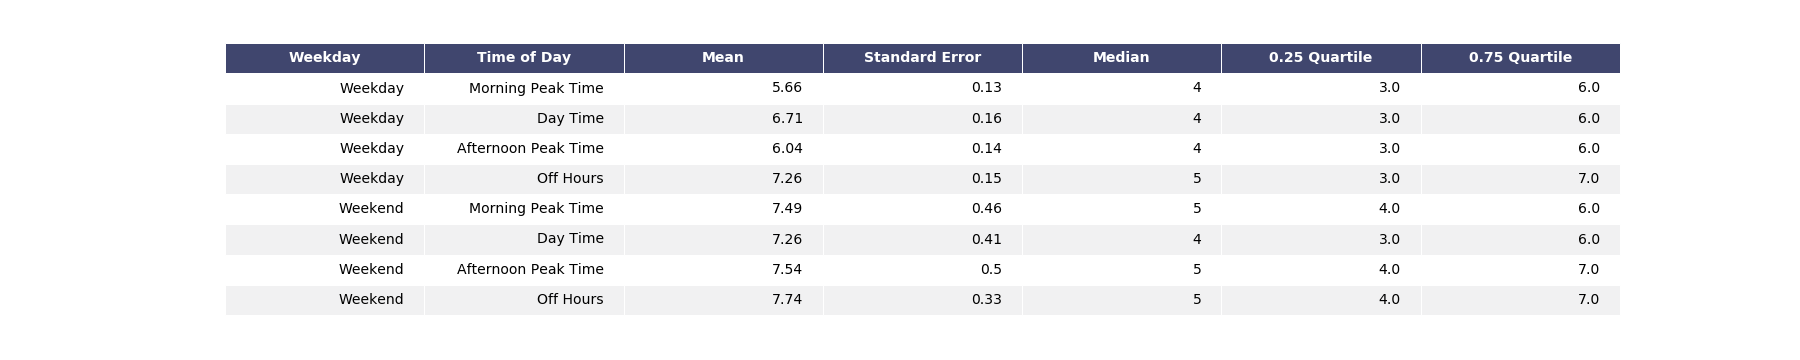 Weekday Time of Day Mean Standard Error Median 0.25 Quartile 0.75 Quartile
Weekday Morning Peak Time 5.66 0.13 4 3.0 6.0
Weekday Day Time 6.71 0.16 4 3.0 6.0
Weekday Afternoon Peak Time 6.04 0.14 4 3.0 6.0
Weekday Off Hours 7.26 0.15 5 3.0 7.0
Weekend Morning Peak Time 7.49 0.46 5 4.0 6.0
Weekend Day Time 7.26 0.41 4 3.0 6.0
Weekend Afternoon Peak Time 7.54 0.5 5 4.0 7.0
Weekend Off Hours 7.74 0.33 5 4.0 7.0